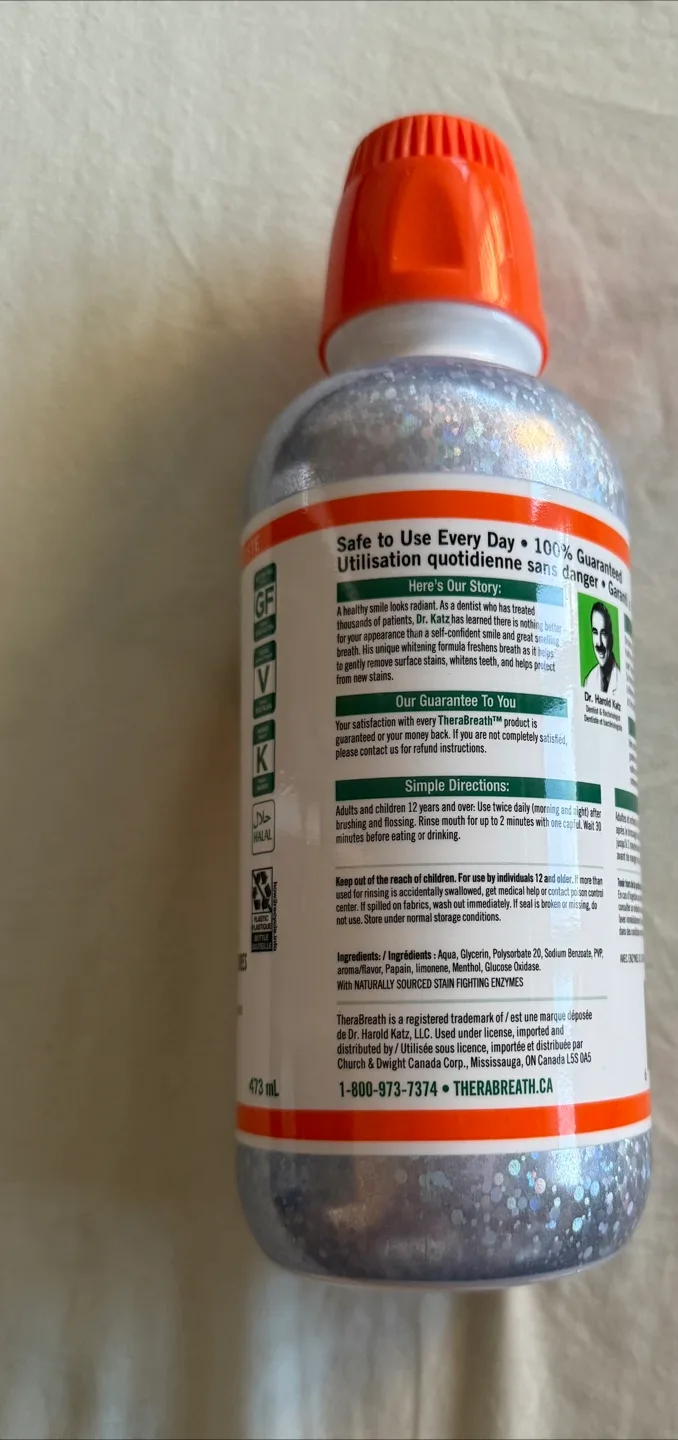 Safe to Use Every Day • 100% Guaranteed
Utilisation quotidienne sans danger •
Here's Our Story:
A healthy smile looks radiant. As a dentist who has treated
thousands of patients, Dr. Katz has learned there is nothing better
for your appearance than a self-confident smile and great smelling
breath. His unique whitening formula freshens breath as it helps
to gently remove surface stains, whitens teeth, and helps protect
from new stains.
Dr. Harold Katz
Dentist & Bacteriologist
Dentiste et bactériologiste
Our Guarantee To You
Your satisfaction with every TheraBreath™ product is
guaranteed or your money back. If you are not completely satisfied,
please contact us for refund instructions.
Simple Directions:
Adults and children 12 years and over: Use twice daily (morning and night) after
brushing and flossing. Rinse mouth for up to 2 minutes with one capful. Wait 30
minutes before eating or drinking.
Keep out of the reach of children. For use by individuals 12 and older. If more than
used for rinsing is accidentally swallowed, get medical help or contact poison control
center. If spilled on fabrics, wash out immediately. If seal is broken or missing, do
not use. Store under normal storage conditions.
Ingredients: / Ingrédients : Aqua, Glycerin, Polysorbate 20, Sodium Benzoate, PVP,
aroma/flavor, Papain, limonene, Menthol, Glucose Oxidase.
With NATURALLY SOURCED STAIN FIGHTING ENZYMES
TheraBreath is a registered trademark of / est une marque déposée
de Dr. Harold Katz, LLC. Used under license, imported and
distributed by / Utilisée sous licence, importée et distribuée par
Church & Dwight Canada Corp., Mississauga, ON Canada L5S 0A5
1-800-973-7374 • THERABREATH.CA
GF
V
K
حلال
HALAL
PLASTIC
PLASTIQUE
BOTTLE
BOUTEILLE
473 mL